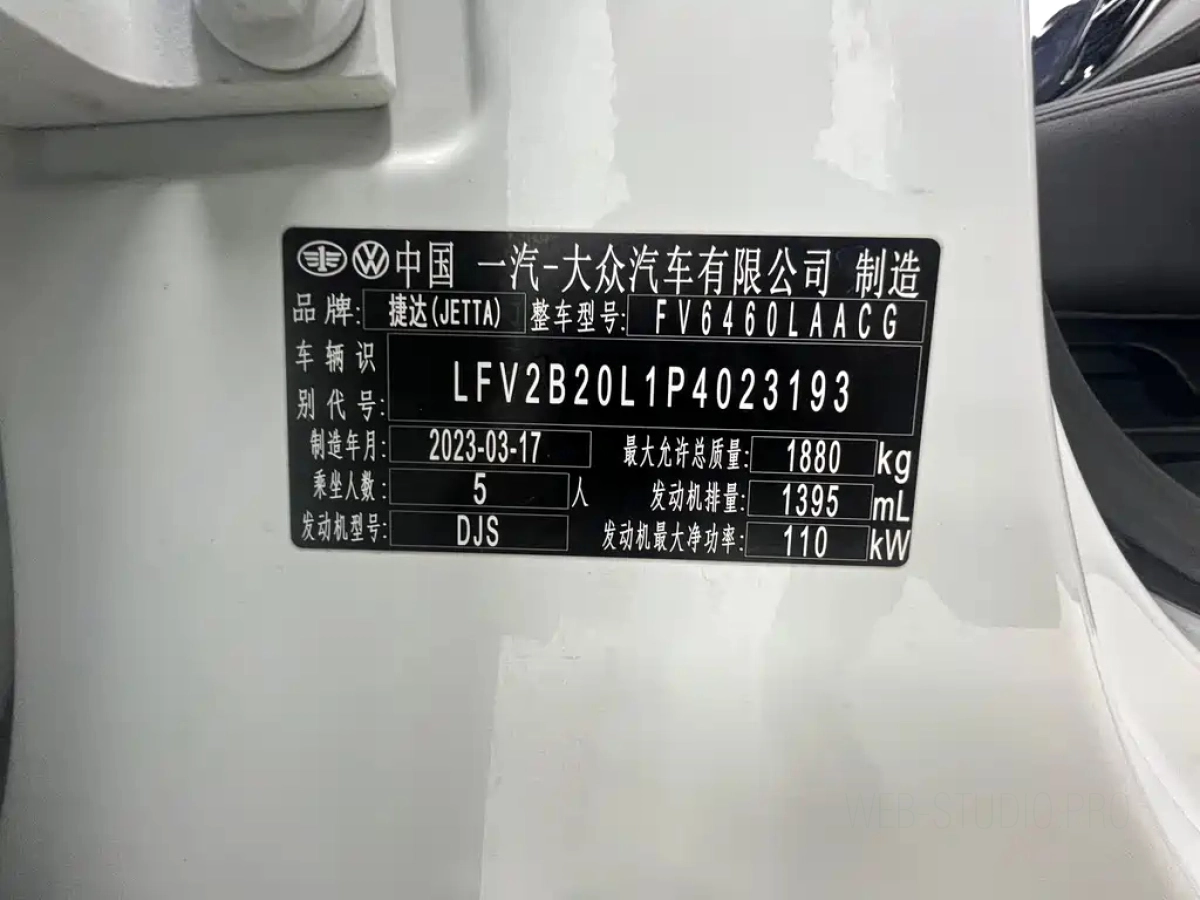 中国 一汽-大众汽车有限公司 制造
品牌: 捷达(JETTA) 整车型号: FV6460LAACG
车辆识别代号: LFV2B20L1P4023193
制造年月: 2023-03-17 最大允许总质量: 1880 kg
乘坐人数: 5 人 发动机排量: 1395 mL
发动机型号: DJS 发动机最大净功率: 110 kW
WEB-STUDIO.PRO